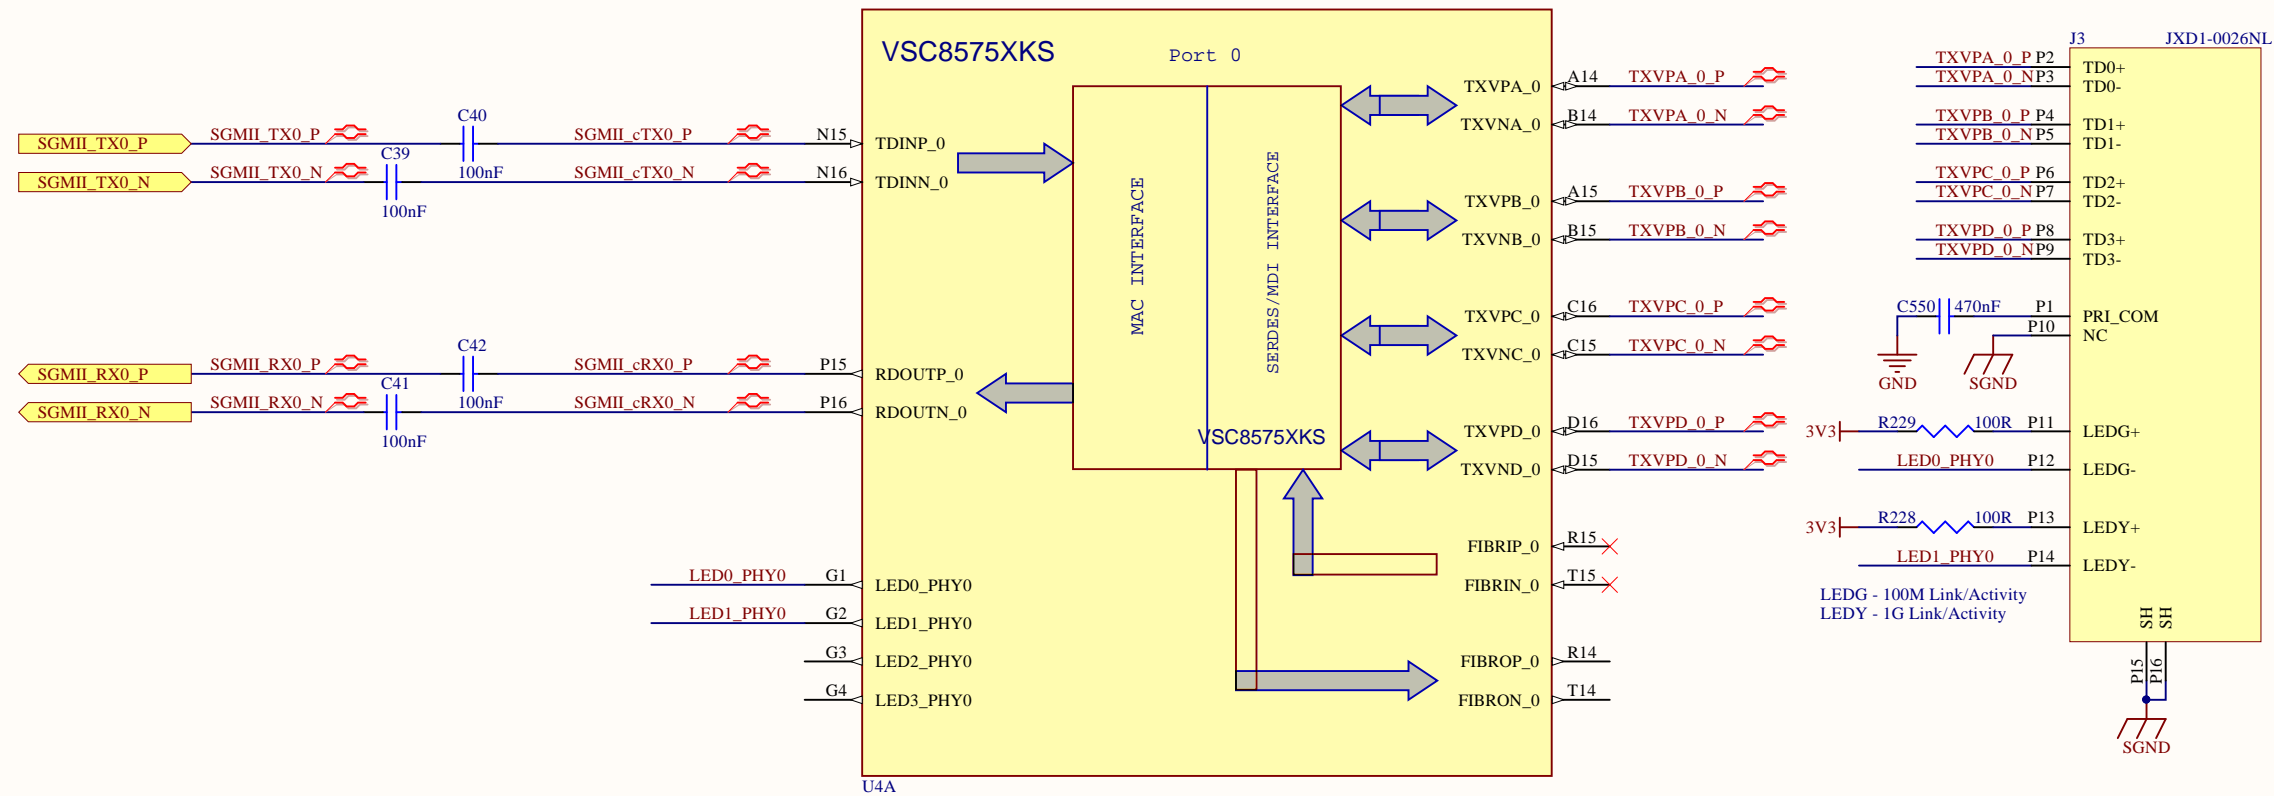 VSC8575XKS
Port 0
MAC INTERFACE
SERDES/MDI INTERFACE
VSC8575XKS
U4A
SGMII_TX0_P
SGMII_TX0_P
C40
100nF
SGMII_cTX0_P
N15
TDINP_0
SGMII_TX0_N
SGMII_TX0_N
C39
100nF
SGMII_cTX0_N
N16
TDINN_0
SGMII_RX0_P
SGMII_RX0_P
C42
100nF
SGMII_cRX0_P
P15
RDOUTP_0
SGMII_RX0_N
SGMII_RX0_N
C41
100nF
SGMII_cRX0_N
P16
RDOUTN_0
LED0_PHY0
G1
LED0_PHY0
LED1_PHY0
G2
LED1_PHY0
G3
LED2_PHY0
G4
LED3_PHY0
TXVPA_0
A14
TXVPA_0_P
TXVNA_0
B14
TXVPA_0_N
TXVPB_0
A15
TXVPB_0_P
TXVNB_0
B15
TXVPB_0_N
TXVPC_0
C16
TXVPC_0_P
TXVNC_0
C15
TXVPC_0_N
TXVPD_0
D16
TXVPD_0_P
TXVND_0
D15
TXVPD_0_N
FIBRIP_0
R15
FIBRIN_0
T15
FIBROP_0
R14
FIBRON_0
T14
J3
JXD1-0026NL
TXVPA_0_P P2
TD0+
TXVPA_0_N P3
TD0-
TXVPB_0_P P4
TD1+
TXVPB_0_N P5
TD1-
TXVPC_0_P P6
TD2+
TXVPC_0_N P7
TD2-
TXVPD_0_P P8
TD3+
TXVPD_0_N P9
TD3-
C550
470nF
P1
PRI_COM
P10
NC
GND
SGND
3V3
R229
100R
P11
LEDG+
LED0_PHY0
P12
LEDG-
3V3
R228
100R
P13
LEDY+
LED1_PHY0
P14
LEDY-
LEDG - 100M Link/Activity
LEDY - 1G Link/Activity
SH
SH
P15
P16
SGND